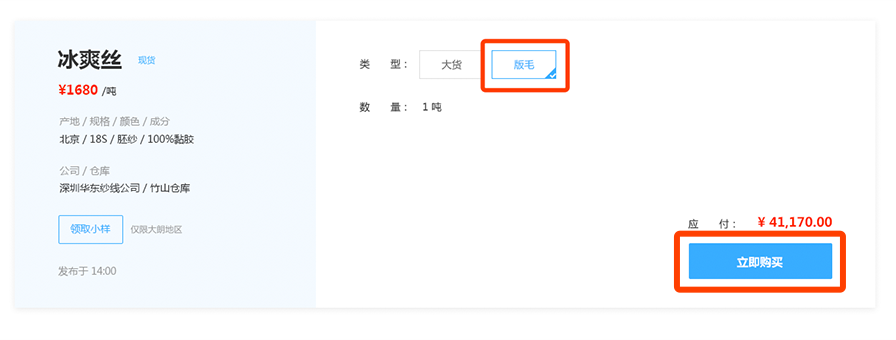 冰爽丝 现货
¥1680 /吨
产地 / 规格 / 颜色 / 成分
北京 / 18S / 胚纱 / 100%黏胶
公司 / 仓库
深圳华东纱线公司 / 竹山仓库
领取小样 仅限大朗地区
发布于 14:00
类 型： 大货 版毛
数 量： 1 吨
应 付： ¥ 41,170.00
立即购买